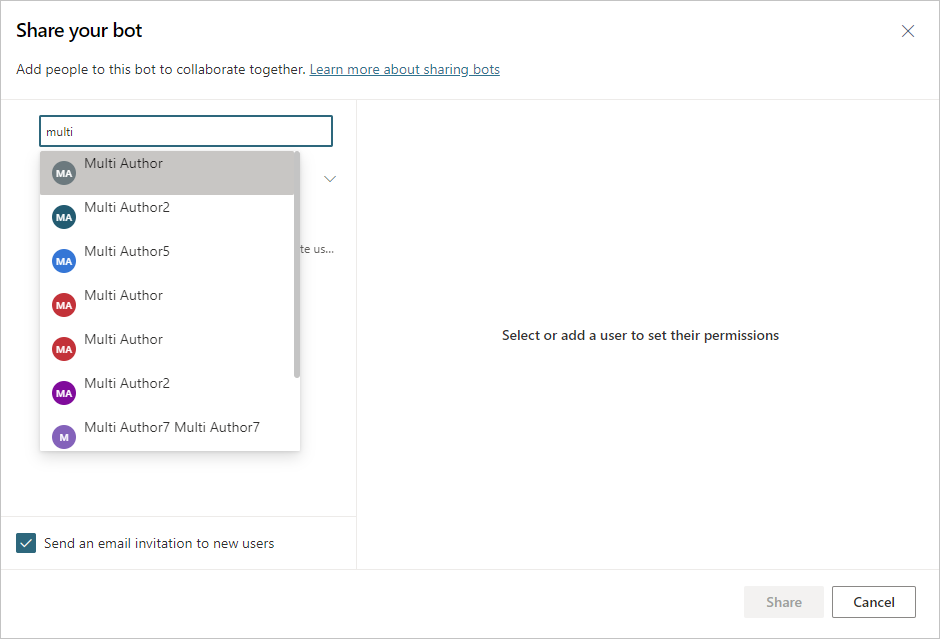 Share your bot
Add people to this bot to collaborate together. Learn more about sharing bots
multi
MA Multi Author
MA Multi Author2
MA Multi Author5
te us...
MA Multi Author
MA Multi Author
MA Multi Author2
M Multi Author7 Multi Author7
Select or add a user to set their permissions
Send an email invitation to new users
Share Cancel